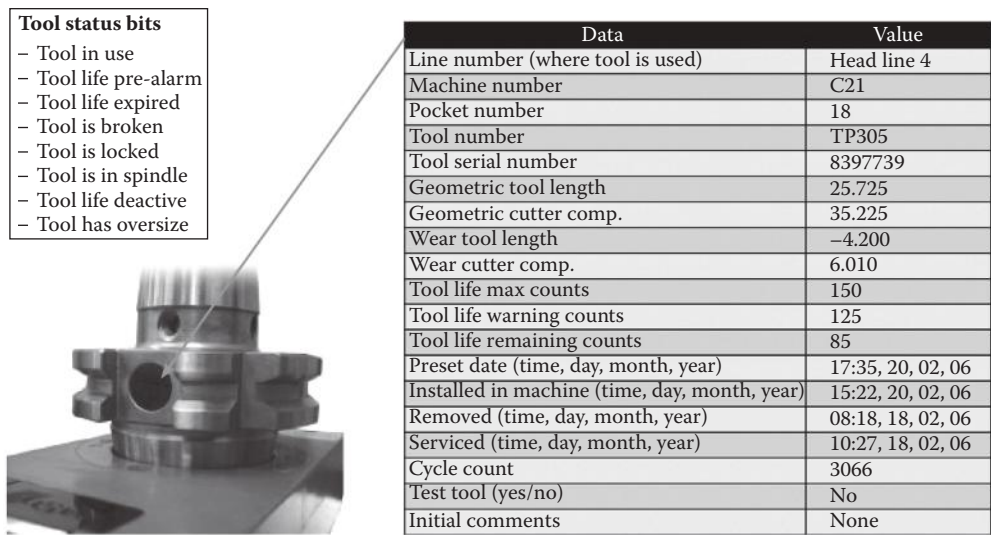 Tool status bits
– Tool in use
– Tool life pre-alarm
– Tool life expired
– Tool is broken
– Tool is locked
– Tool is in spindle
– Tool life deactive
– Tool has oversize
Data Value
Line number (where tool is used) Head line 4
Machine number C21
Pocket number 18
Tool number TP305
Tool serial number 8397739
Geometric tool length 25.725
Geometric cutter comp. 35.225
Wear tool length –4.200
Wear cutter comp. 6.010
Tool life max counts 150
Tool life warning counts 125
Tool life remaining counts 85
Preset date (time, day, month, year) 17:35, 20, 02, 06
Installed in machine (time, day, month, year) 15:22, 20, 02, 06
Removed (time, day, month, year) 08:18, 18, 02, 06
Serviced (time, day, month, year) 10:27, 18, 02, 06
Cycle count 3066
Test tool (yes/no) No
Initial comments None